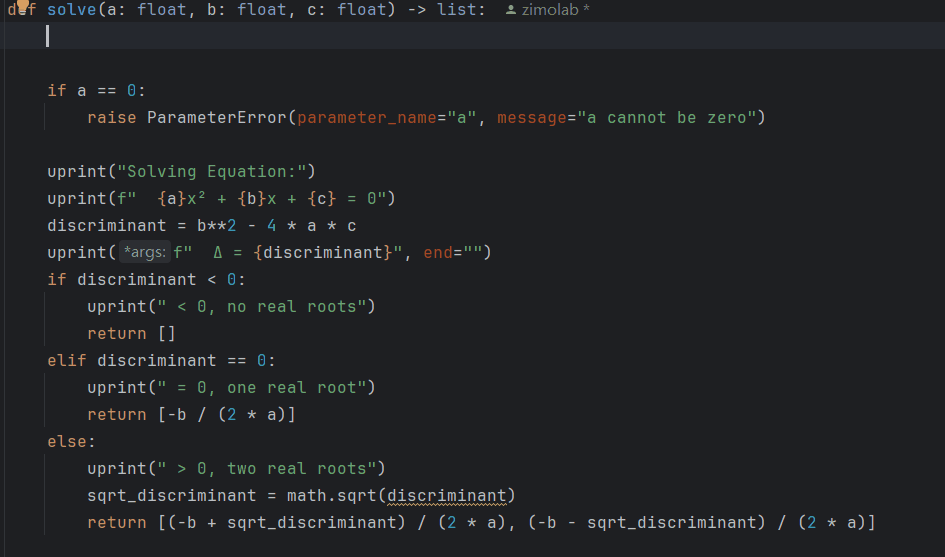 def solve(a: float, b: float, c: float) -> list: zimolab *
if a == 0:
raise ParameterError(parameter_name="a", message="a cannot be zero")
uprint("Solving Equation:")
uprint(f"  {a}x² + {b}x + {c} = 0")
discriminant = b**2 - 4 * a * c
uprint(*args: f"  Δ = {discriminant}", end="")
if discriminant < 0:
uprint(" < 0, no real roots")
return []
elif discriminant == 0:
uprint(" = 0, one real root")
return [-b / (2 * a)]
else:
uprint(" > 0, two real roots")
sqrt_discriminant = math.sqrt(discriminant)
return [(-b + sqrt_discriminant) / (2 * a), (-b - sqrt_discriminant) / (2 * a)]